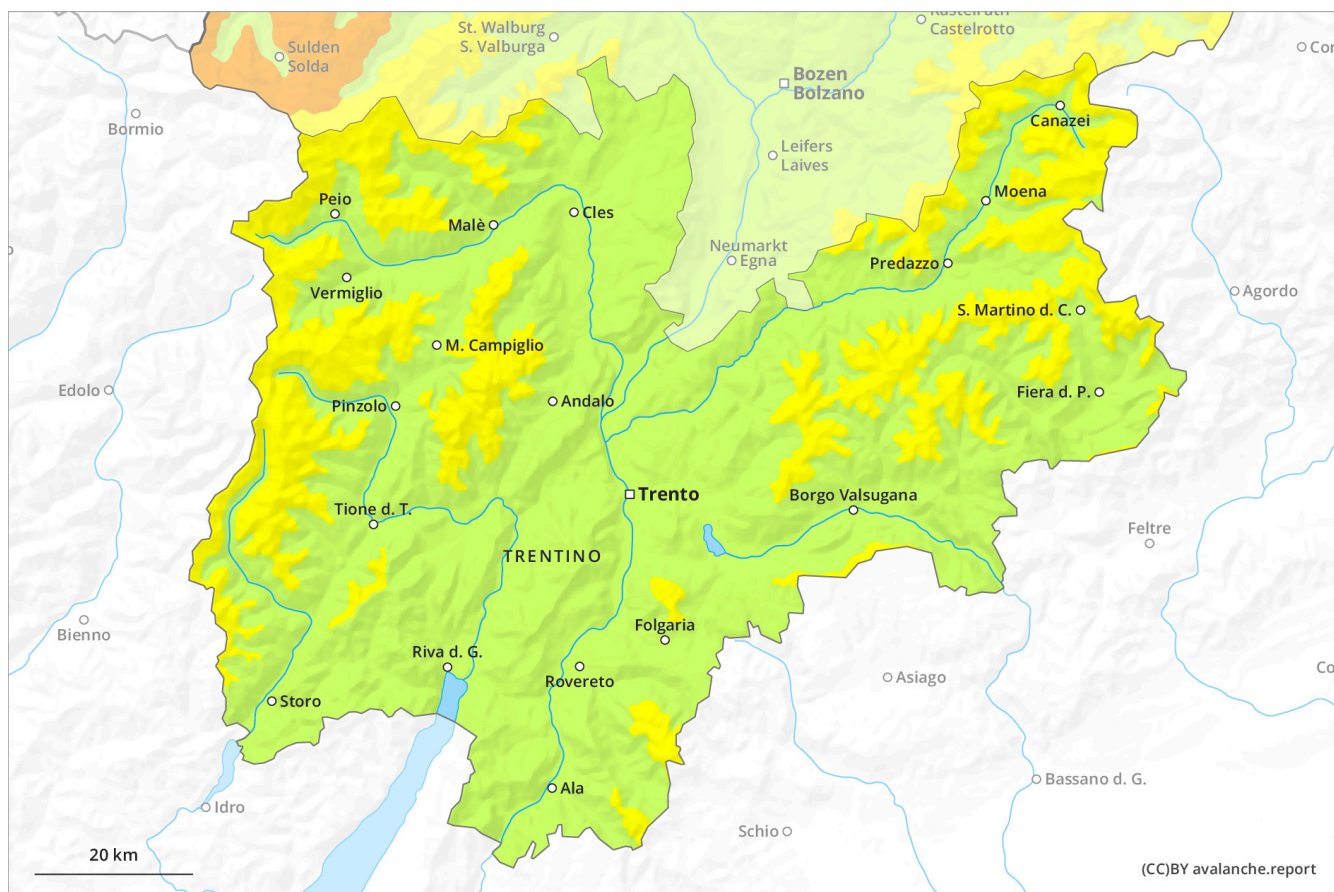 Kastelruth
Castelrotto
St. Walburg
S. Valburga
Sulden
Solda
Cor
Bozen
Bolzano
Bormio
Canazei
Leifers
Laives
Peio
Moena
Malè
Cles
Neumarkt
Egna
Predazzo
Vermiglio
Agordo
S. Martino d. C.
M. Campiglio
Edolo
Pinzolo
Andalo
Fiera d. P.
Trento
Borgo Valsugana
Tione d. T.
Feltre
TRENTINO
Bienno
Folgaria
Riva d. G.
Rovereto
Asiago
Co
Storo
Bassano d. G.
Ala
Idro
Schio
20 km
(CC)BY avalanche.report